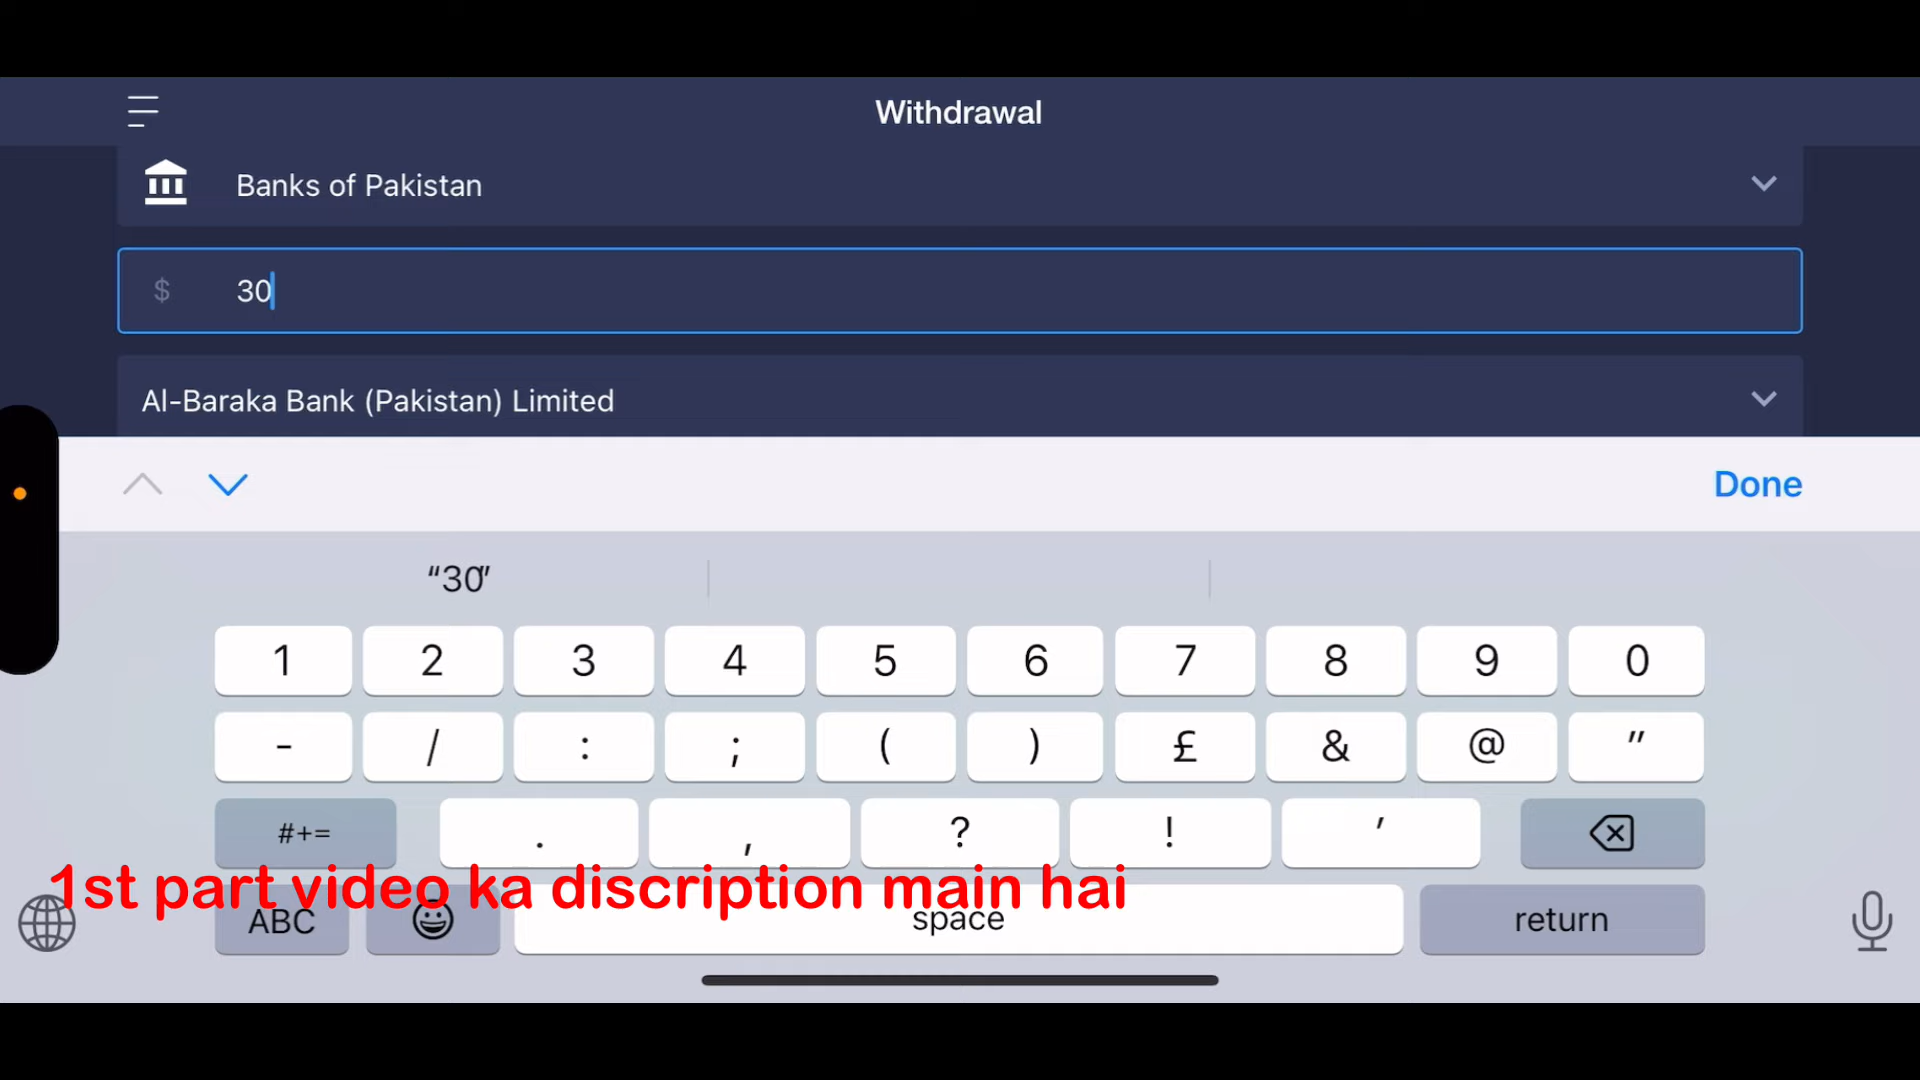 Withdrawal
Banks of Pakistan
$ 30
Al-Baraka Bank (Pakistan) Limited
Done
“30”
1 2 3 4 5 6 7 8 9 0
- / : ; ( ) £ & @ "
#+= . , ? ! '
1st part video ka discription main hai
ABC space return